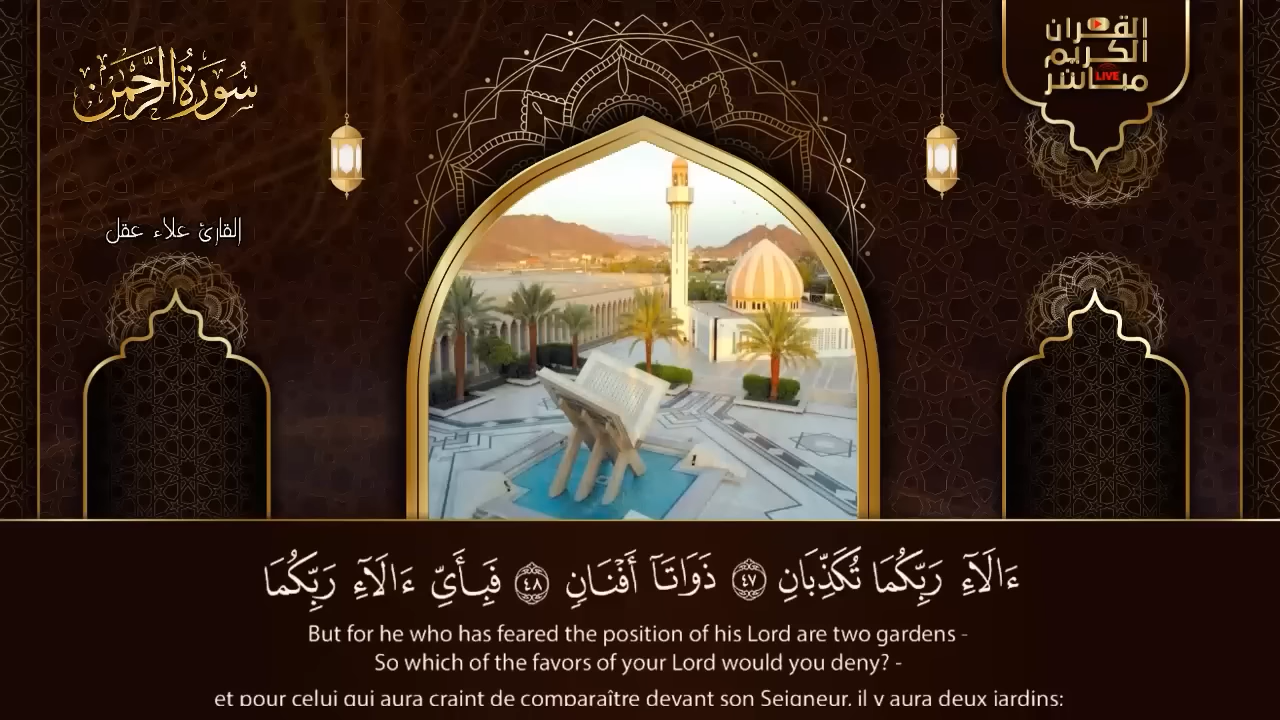 سُورَةُ الرَّحْمَٰن
القرآن
الكريم
مباشر
LIVE
القارئ علاء عقل
ءَالَآءِ رَبِّكُمَا تُكَذِّبَانِ ٤٧ ذَوَاتَآ أَفْنَانٍ ٤٨ فَبِأَيِّ ءَالَآءِ رَبِّكُمَا
But for he who has feared the position of his Lord are two gardens -
So which of the favors of your Lord would you deny? -
et pour celui qui aura craint de comparaître devant son Seigneur, il y aura deux jardins: